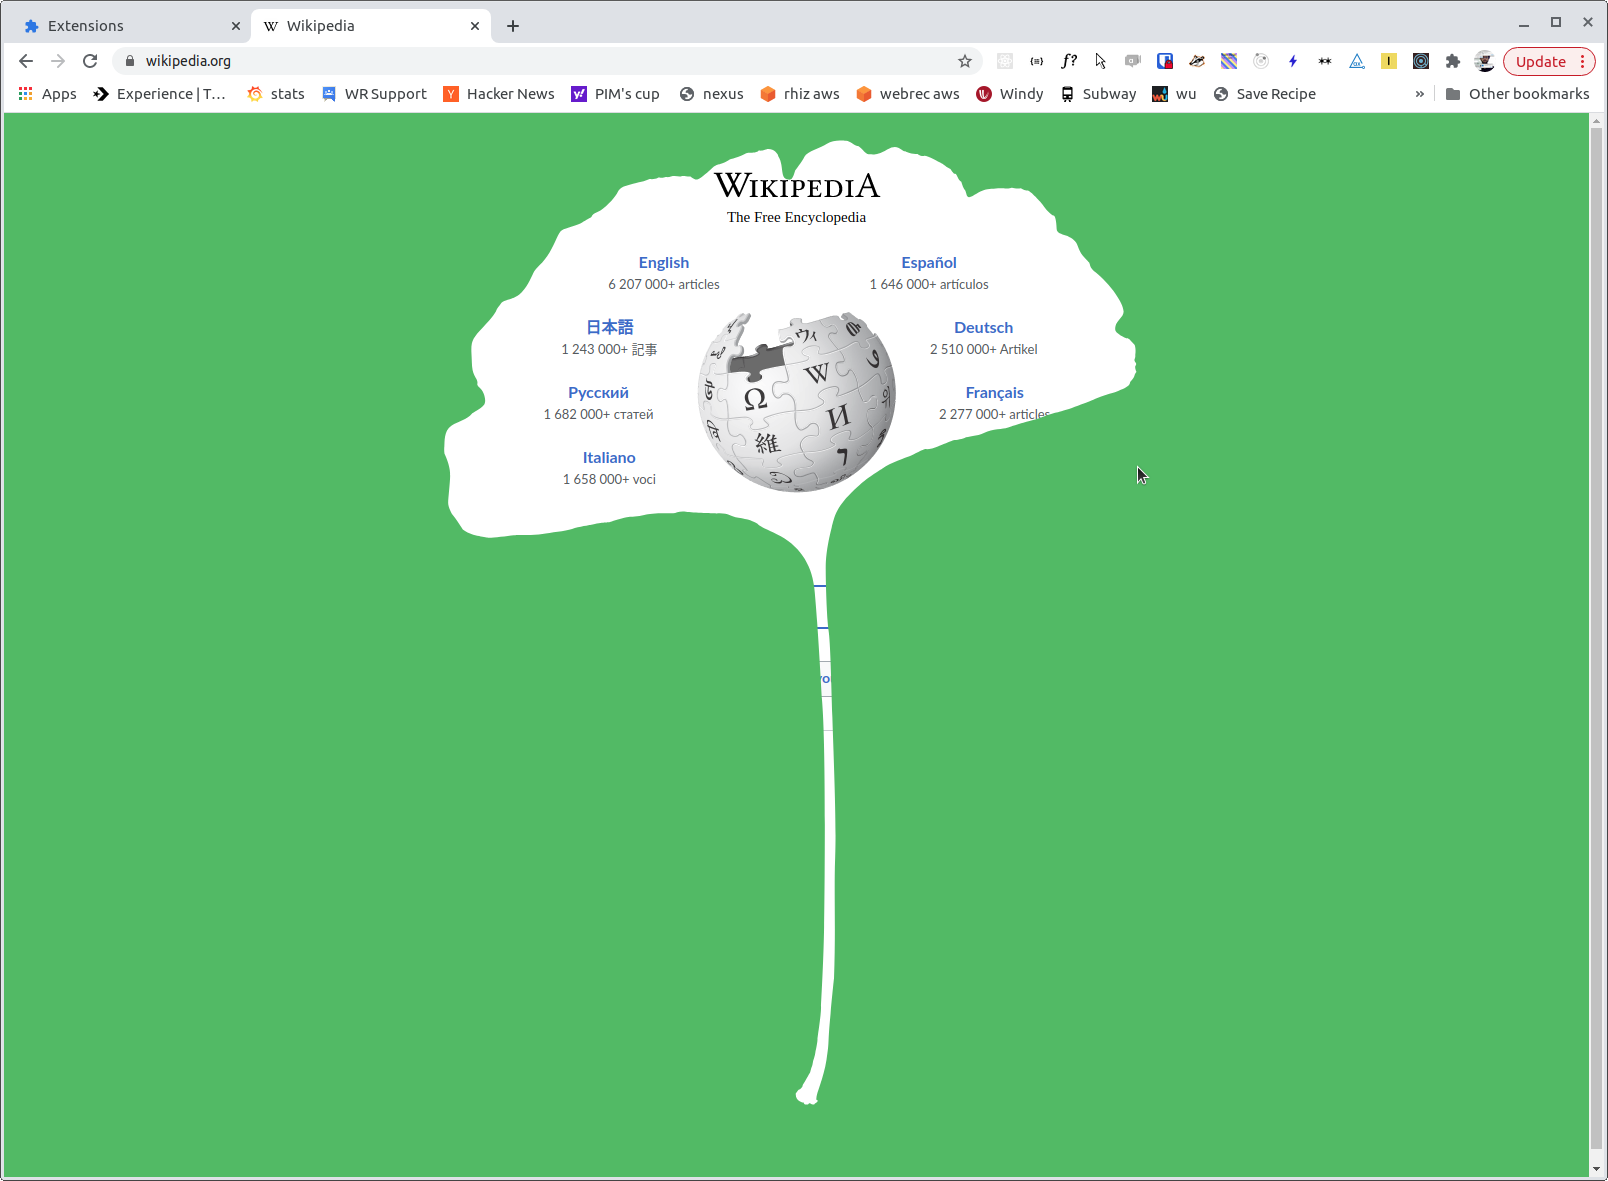 Extensions
Wikipedia
wikipedia.org
Update
Apps
Experience | T...
stats
WR Support
Hacker News
PIM's cup
nexus
rhiz aws
webrec aws
Windy
Subway
wu
Save Recipe
»
Other bookmarks
WIKIPEDIA
The Free Encyclopedia
English
6 207 000+ articles
Español
1 646 000+ artículos
日本語
1 243 000+ 記事
Deutsch
2 510 000+ Artikel
Русский
1 682 000+ статей
Français
2 277 000+ articles
Italiano
1 658 000+ voci
Ω
W
И
維
ウィ